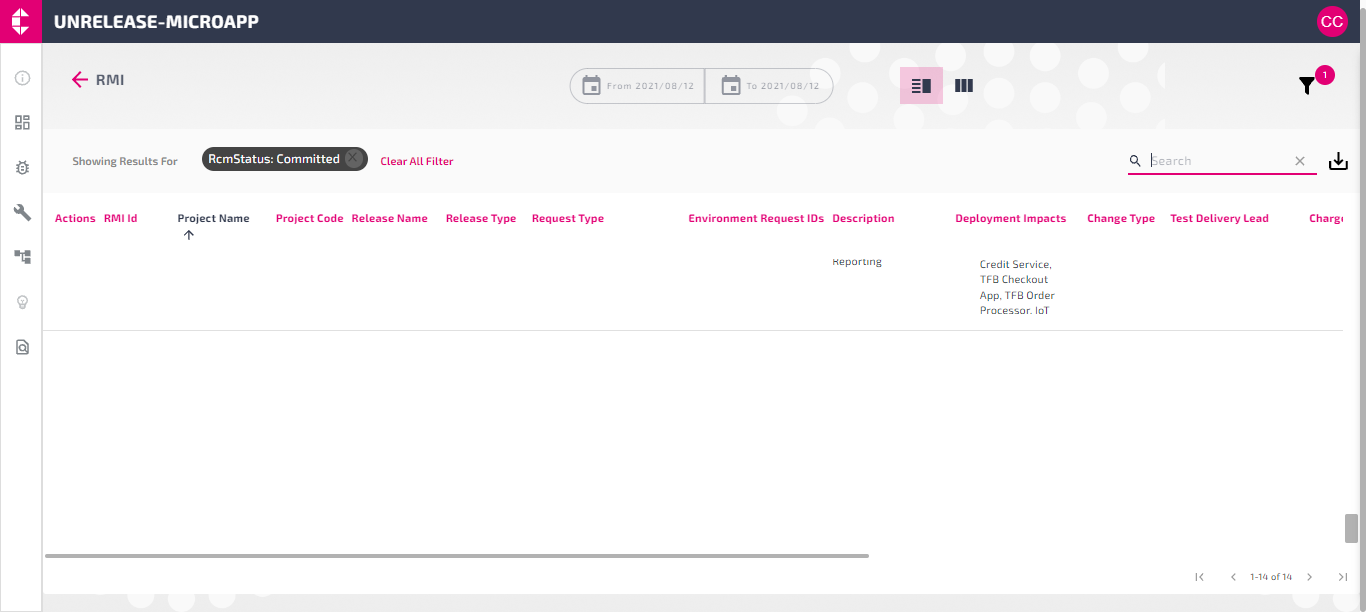 UNRELEASE-MICROAPP
CC
RMI
From 2021/08/12
To 2021/08/12
1
Showing Results For
RcmStatus: Committed
Clear All Filter
Search
Actions RMI Id Project Name Project Code Release Name Release Type Request Type Environment Request IDs Description Deployment Impacts Change Type Test Delivery Lead Charge
Reporting
Credit Service,
TFB Checkout
App, TFB Order
Processor, IoT
1-14 of 14